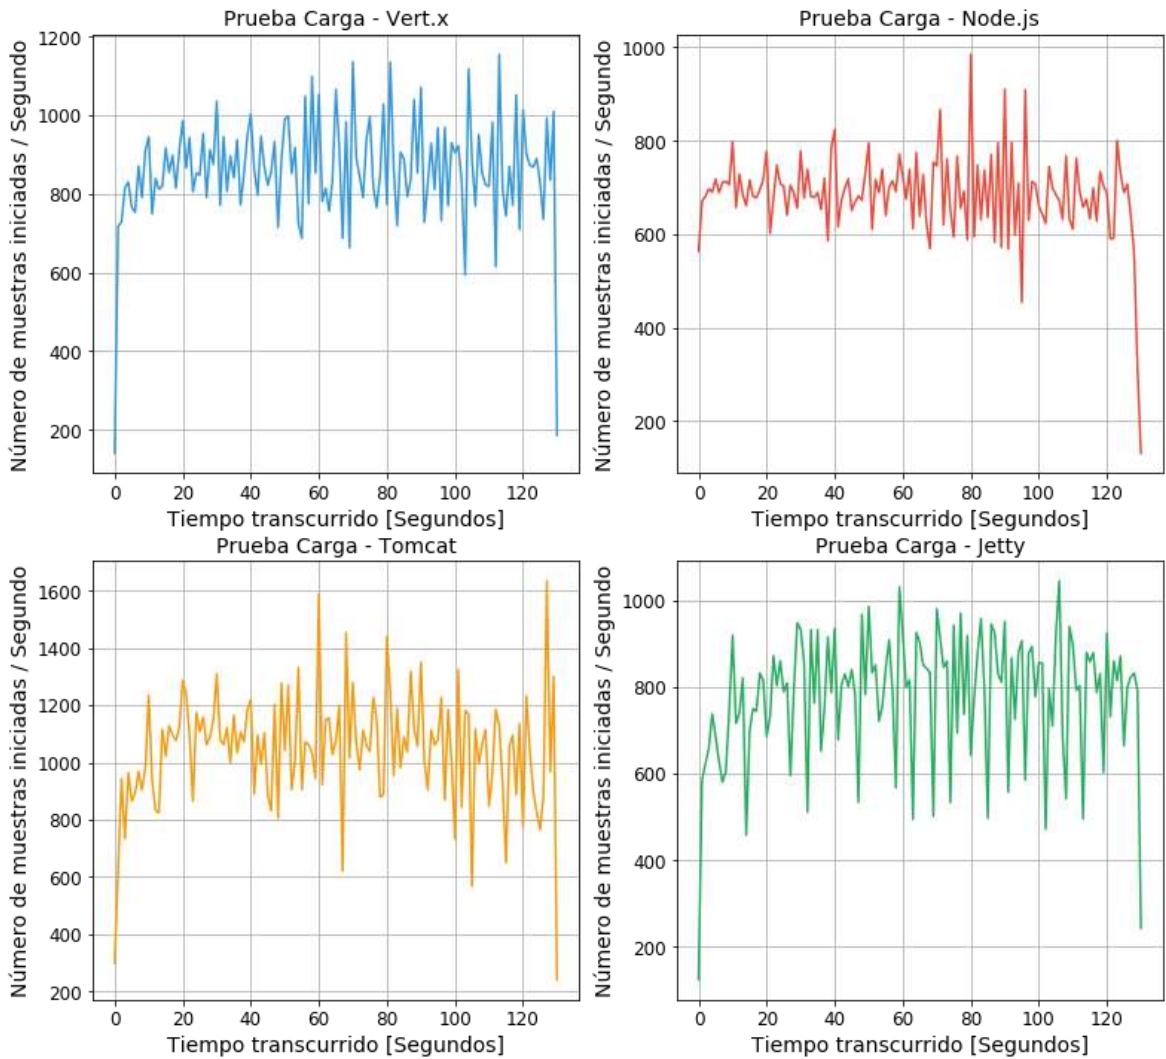 Prueba Carga - Vert.x
Número de muestras iniciadas / Segundo
1200
1000
800
600
400
200
0 20 40 60 80 100 120
Tiempo transcurrido [Segundos]
Prueba Carga - Node.js
Número de muestras iniciadas / Segundo
1000
800
600
400
200
0 20 40 60 80 100 120
Tiempo transcurrido [Segundos]
Prueba Carga - Tomcat
Número de muestras iniciadas / Segundo
1600
1400
1200
1000
800
600
400
200
0 20 40 60 80 100 120
Tiempo transcurrido [Segundos]
Prueba Carga - Jetty
Número de muestras iniciadas / Segundo
1000
800
600
400
200
0 20 40 60 80 100 120
Tiempo transcurrido [Segundos]